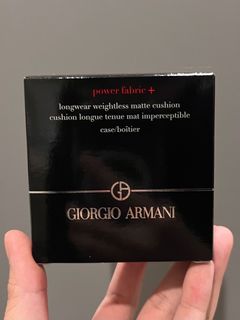 power fabric +
longwear weightless matte cushion
cushion longue tenue mat imperceptible
case/boîtier
GIORGIO ARMANI